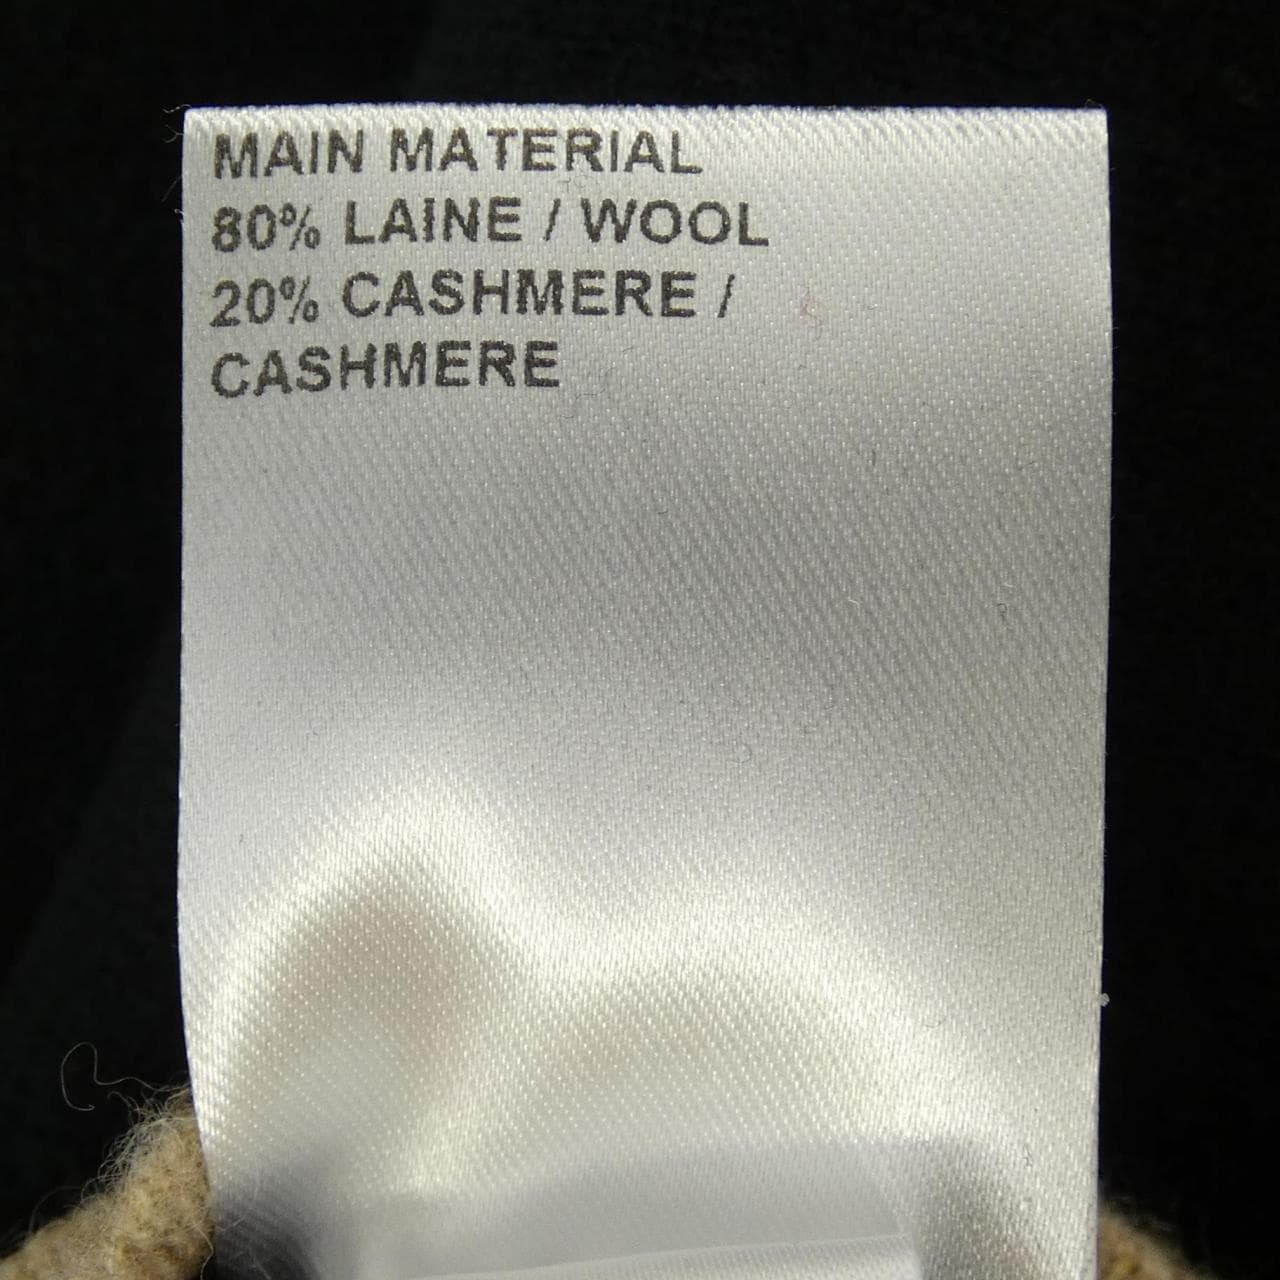 MAIN MATERIAL
80% LAINE / WOOL
20% CASHMERE /
CASHMERE